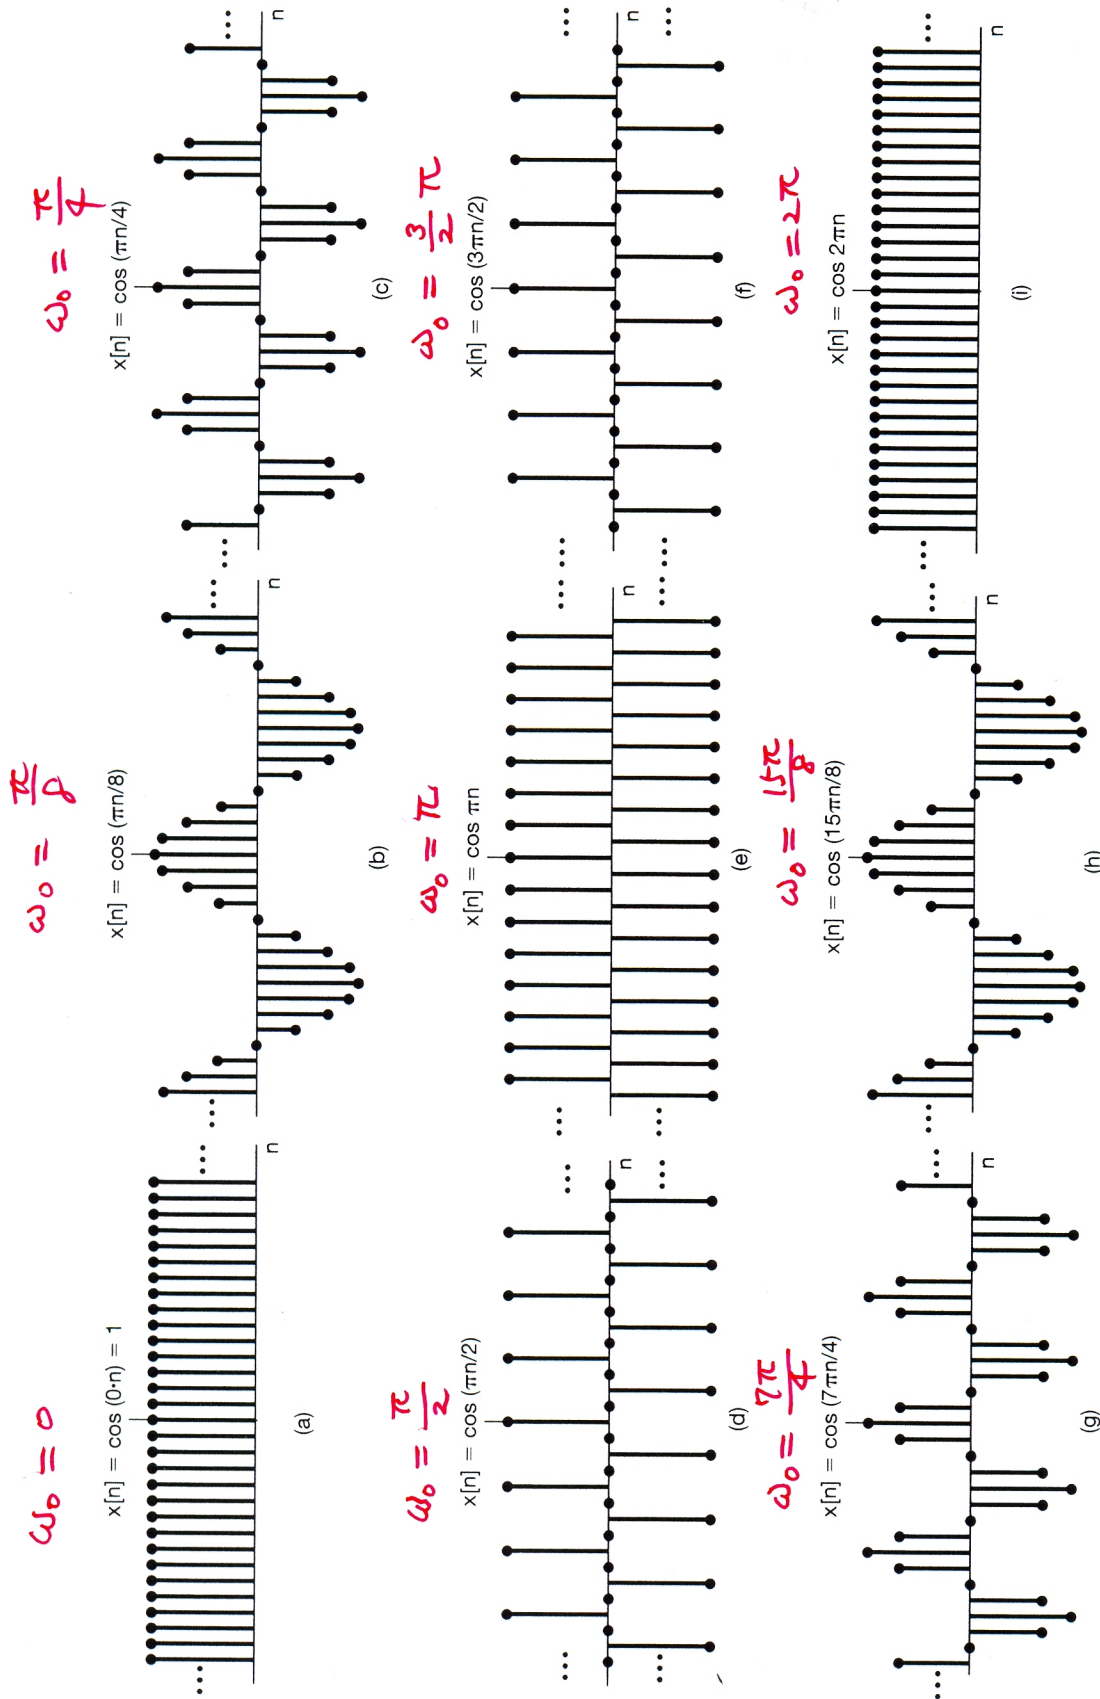 ω₀ = 0
x[n] = cos (0·n) = 1
n
(a)
ω₀ = π/8
x[n] = cos (πn/8)
n
(b)
ω₀ = π/4
x[n] = cos (πn/4)
n
(c)
ω₀ = π/2
x[n] = cos (πn/2)
n
(d)
ω₀ = π
x[n] = cos πn
n
(e)
ω₀ = 3/2 π
x[n] = cos (3πn/2)
n
(f)
ω₀ = 7π/4
x[n] = cos (7πn/4)
n
(g)
ω₀ = 15π/8
x[n] = cos (15πn/8)
n
(h)
ω₀ = 2π
x[n] = cos 2πn
n
(i)